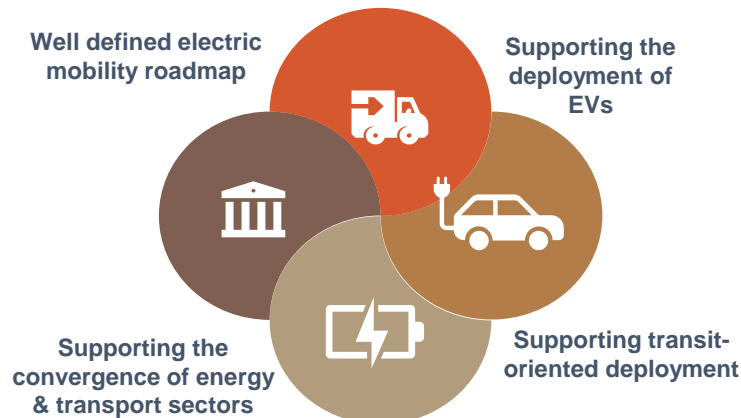 Well defined electric
mobility roadmap
Supporting the
deployment of
EVs
Supporting the
convergence of energy
& transport sectors
Supporting transit-
oriented deployment